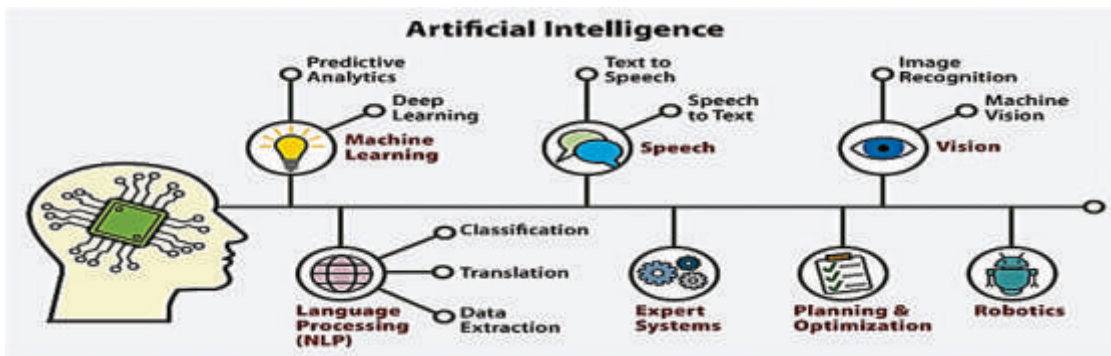 Artificial Intelligence
Predictive
Analytics
Deep
Learning
Machine
Learning
Text to
Speech
Speech
to Text
Speech
Image
Recognition
Machine
Vision
Vision
Classification
Translation
Data
Extraction
Language
Processing
(NLP)
Expert
Systems
Planning &
Optimization
Robotics